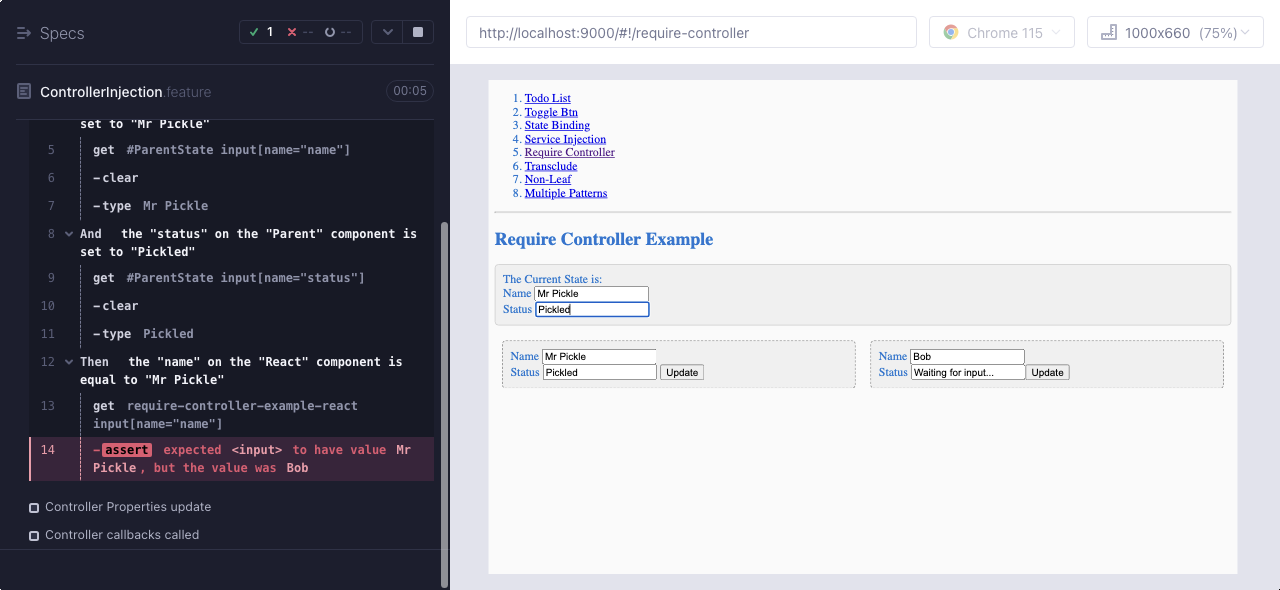 Specs
1
--
--
ControllerInjection.feature
00:05
set to "Mr Pickle"
5 get #ParentState input[name="name"]
6 -clear
7 -type Mr Pickle
8 And the "status" on the "Parent" component is
set to "Pickled"
9 get #ParentState input[name="status"]
10 -clear
11 -type Pickled
12 Then the "name" on the "React" component is
equal to "Mr Pickle"
13 get require-controller-example-react
input[name="name"]
14 -assert expected <input> to have value Mr
Pickle, but the value was Bob
Controller Properties update
Controller callbacks called
http://localhost:9000/#!/require-controller
Chrome 115
1000x660 (75%)
1. Todo List
2. Toggle Btn
3. State Binding
4. Service Injection
5. Require Controller
6. Transclude
7. Non-Leaf
8. Multiple Patterns
Require Controller Example
The Current State is:
Name Mr Pickle
Status Pickled
Name Mr Pickle
Status Pickled Update
Name Bob
Status Waiting for input... Update